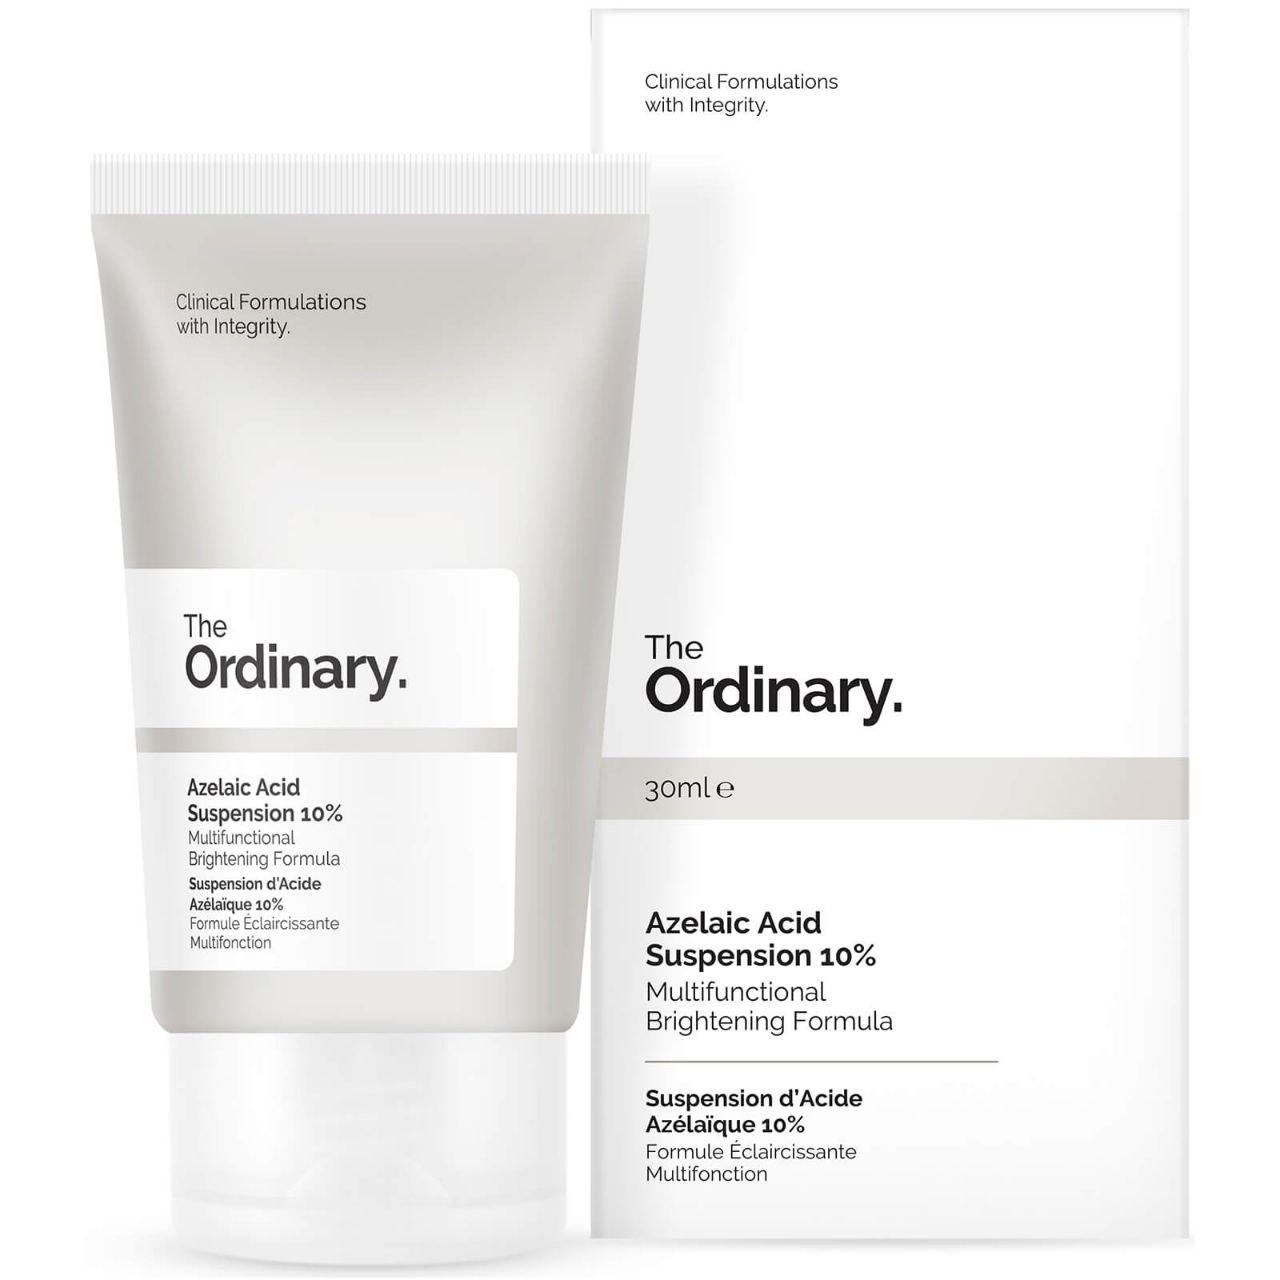 Clinical Formulations
with Integrity.
The
Ordinary.
Azelaic Acid
Suspension 10%
Multifunctional
Brightening Formula
Suspension d'Acide
Azélaïque 10%
Formule Éclaircissante
Multifonction
Clinical Formulations
with Integrity.
The
Ordinary.
30ml ℮
Azelaic Acid
Suspension 10%
Multifunctional
Brightening Formula
Suspension d'Acide
Azélaïque 10%
Formule Éclaircissante
Multifonction